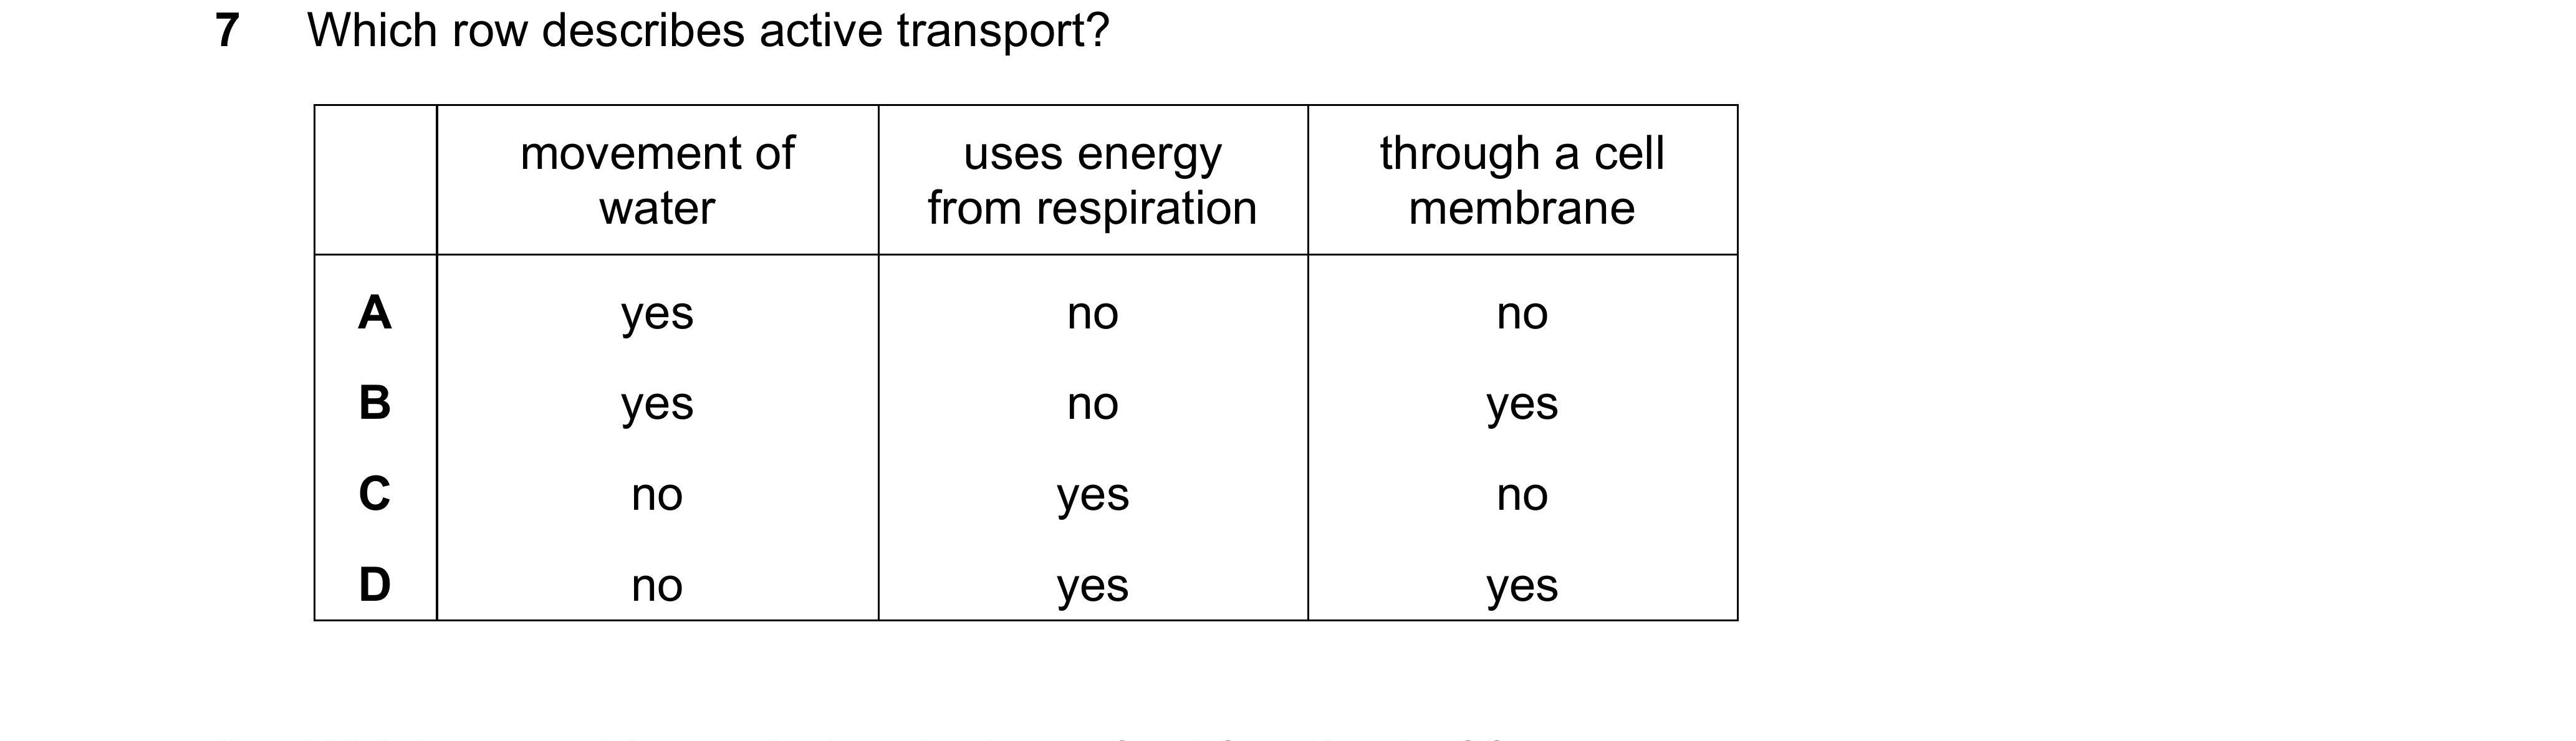 7 Which row describes active transport?
movement of water uses energy from respiration through a cell membrane
A yes no no
B yes no yes
C no yes no
D no yes yes